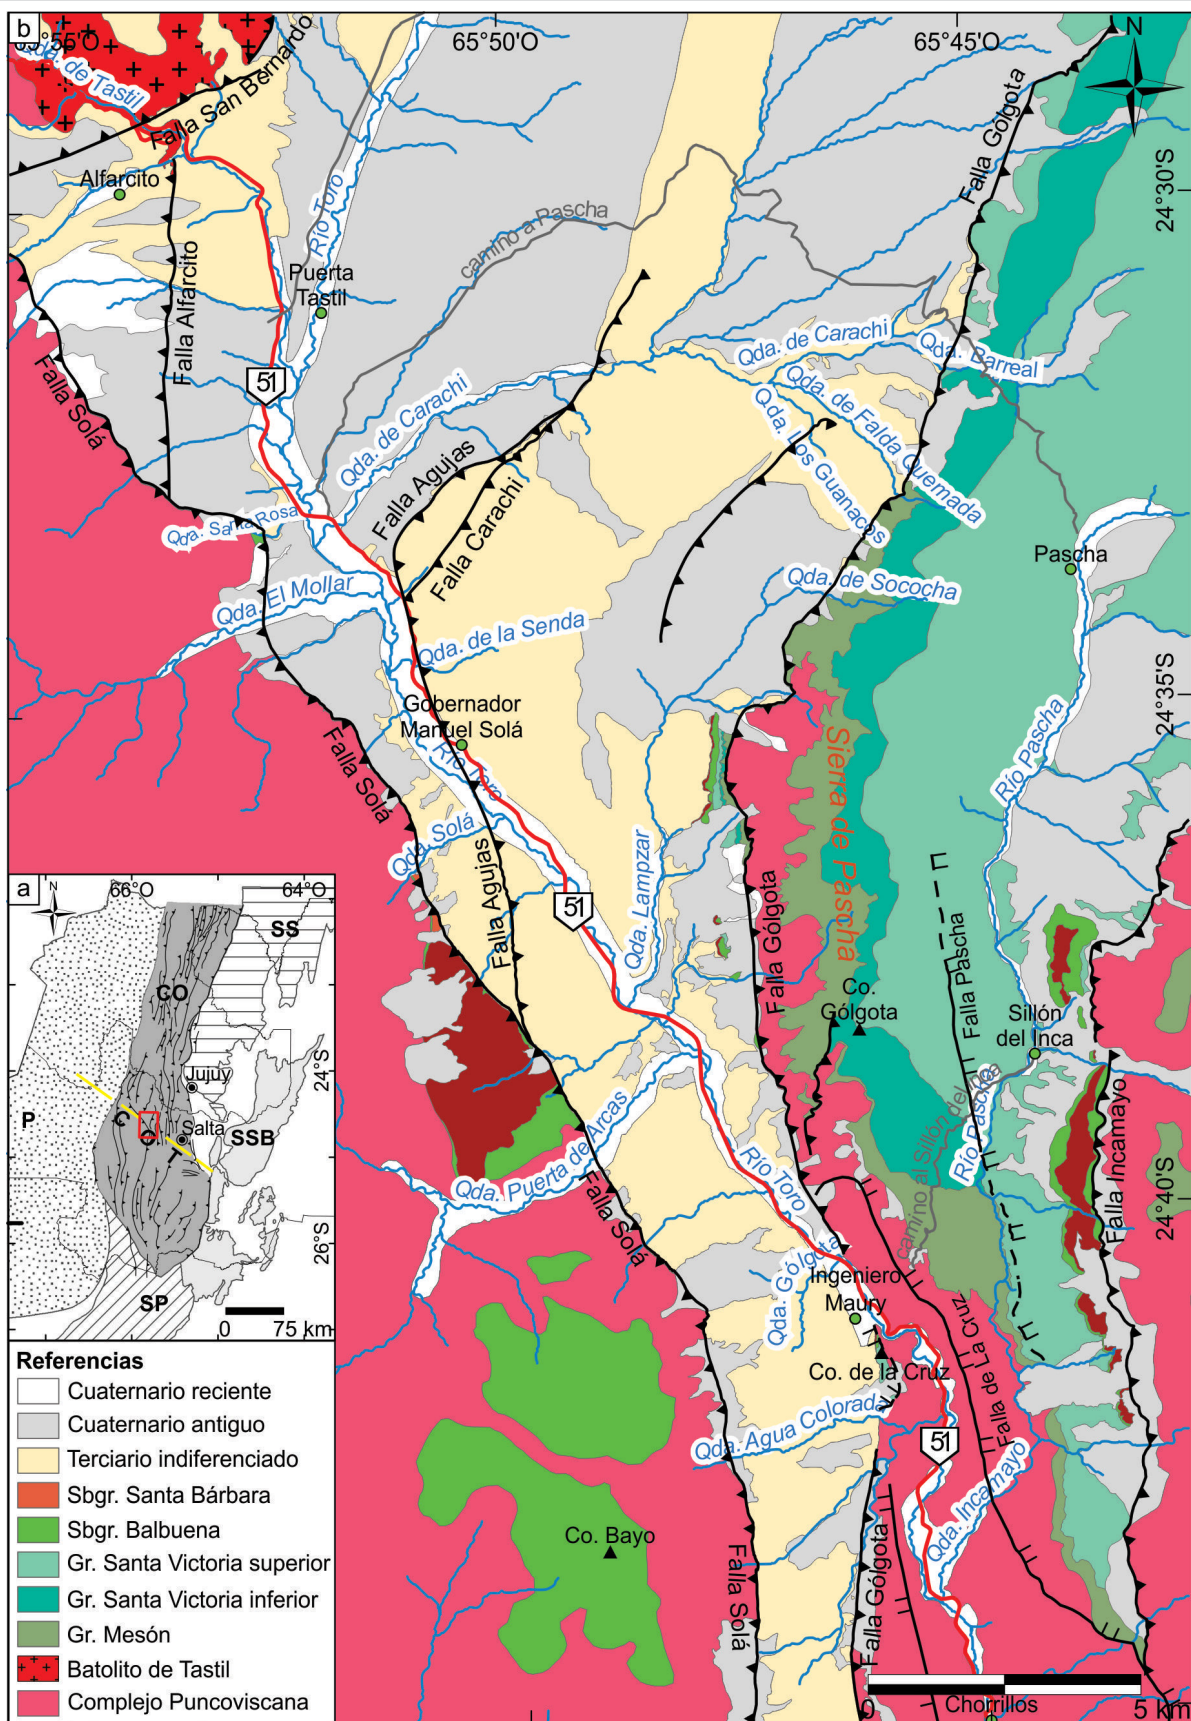 b
65°55'O
65°50'O
65°45'O
N
Qda. de Tastil
Falla San Bernardo
Falla Gólgota
24°30'S
Alfarcito
Río Toro
camino a Pascha
Puerta
Tastil
Falla Alfarcito
Qda. de Carachi
Qda. Barreal
Falla Solá
51
Qda. de Carachi
Qda. de Falda Quemada
Qda. Los Guanacos
Falla Agujas
Falla Carachi
Qda. Santa Rosa
Pascha
Qda. El Mollar
Qda. de Sococha
Qda. de la Senda
24°35'S
Gobernador
Manuel Solá
Río Toro
Falla Solá
Sierra de Pascha
Río Pascha
Qda. Solá
Qda. Lampzar
Falla Agujas
51
Falla Gólgota
Falla Pascha
Co.
Gólgota
Sillón
del Inca
a
N
66°O
64°O
SS
CO
24°S
Jujuy
P
C
O
T
Salta
SSB
26°S
SP
0
75 km
Qda. Puerta de Arcas
Río Toro
Río Pascha
camino al Sillón del Inca
Falla Incamayo
24°40'S
Falla Solá
Qda. Gólgota
Ingeniero
Maury
Falla de La Cruz
Co. de la Cruz
Qda. Agua Colorada
51
Qda. Incamayo
Co. Bayo
Falla Solá
Falla Gólgota
0
5 km
Chorrillos
Referencias
Cuaternario reciente
Cuaternario antiguo
Terciario indiferenciado
Sbgr. Santa Bárbara
Sbgr. Balbuena
Gr. Santa Victoria superior
Gr. Santa Victoria inferior
Gr. Mesón
Batolito de Tastil
Complejo Puncoviscana